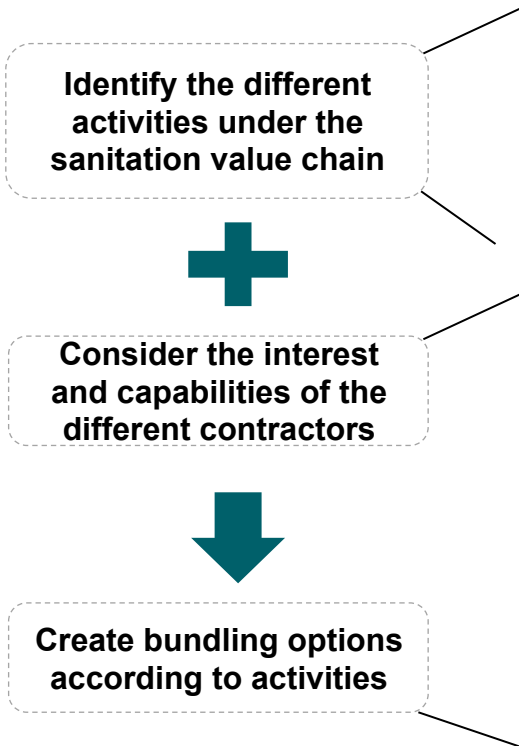 Identify the different
activities under the
sanitation value chain
Consider the interest
and capabilities of the
different contractors
Create bundling options
according to activities